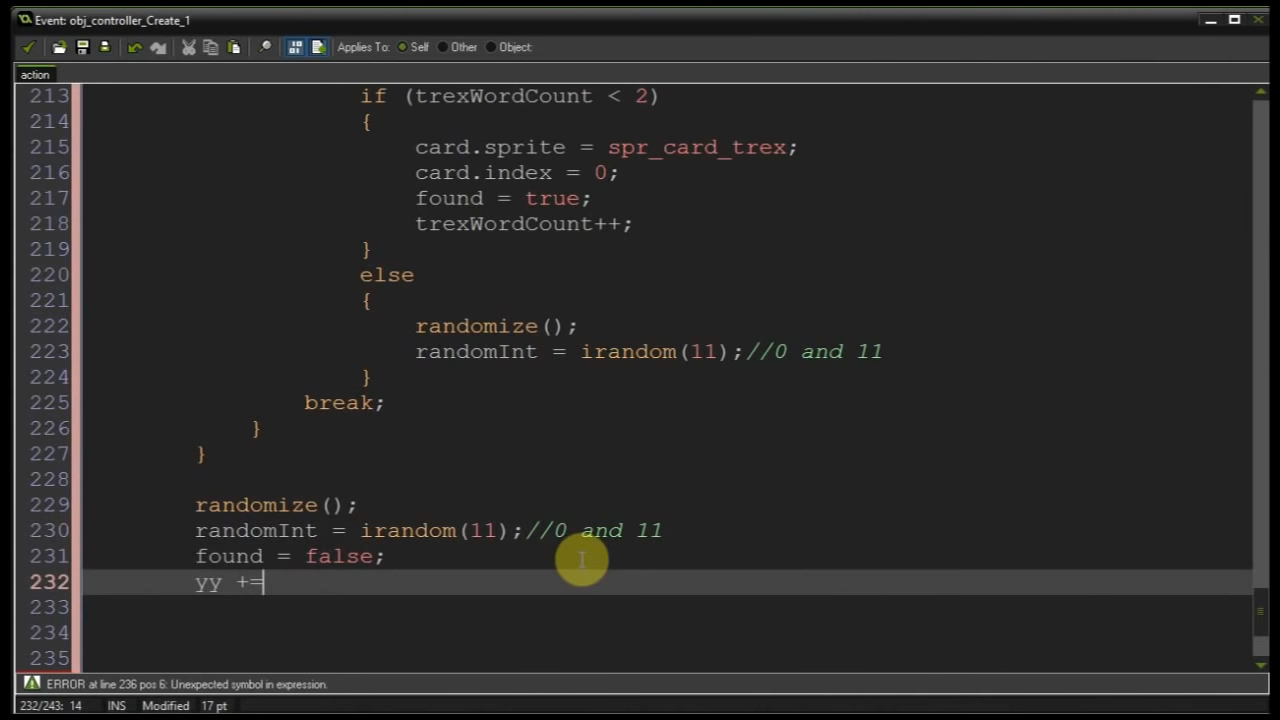 Event: obj_controller_Create_1
Applies To: Self Other Object:
action
213 if (trexWordCount < 2)
214 {
215 card.sprite = spr_card_trex;
216 card.index = 0;
217 found = true;
218 trexWordCount++;
219 }
220 else
221 {
222 randomize();
223 randomInt = irandom(11);//0 and 11
224 }
225 break;
226 }
227 }
228
229 randomize();
230 randomInt = irandom(11);//0 and 11
231 found = false;
232 yy +=
233
234
235
ERROR at line 236 pos 6: Unexpected symbol in expression.
232/243: 14 INS Modified 17 pt